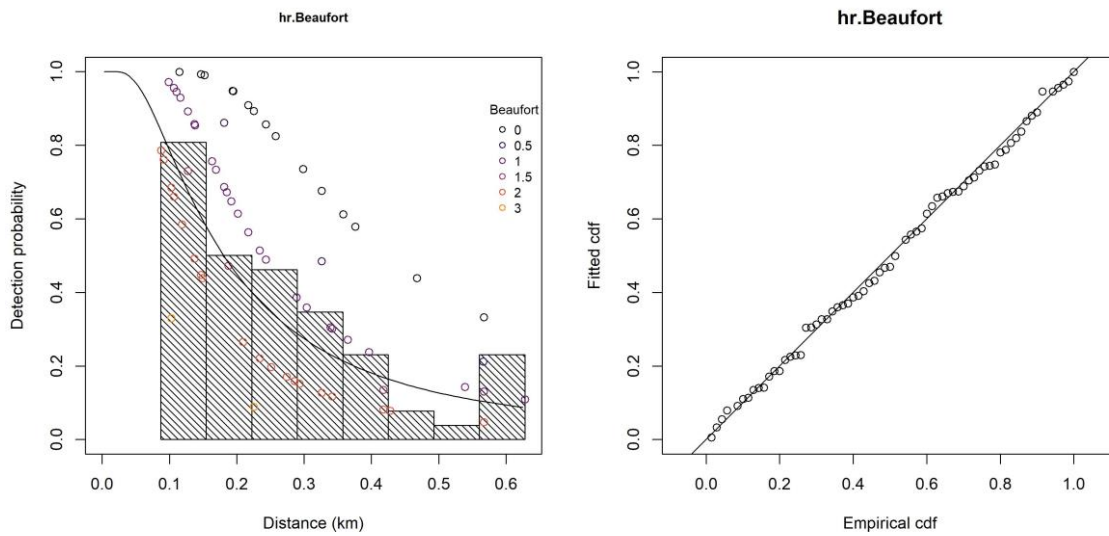 hr.Beaufort
Detection probability
1.0
0.8
0.6
0.4
0.2
0.0
Beaufort
0
0.5
1
1.5
2
3
0.0 0.1 0.2 0.3 0.4 0.5 0.6
Distance (km)
hr.Beaufort
Fitted cdf
1.0
0.8
0.6
0.4
0.2
0.0
0.0 0.2 0.4 0.6 0.8 1.0
Empirical cdf